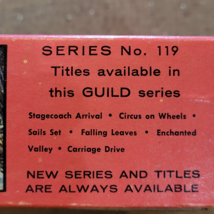 SERIES No. 119
Titles available in
this GUILD series
Stagecoach Arrival • Circus on Wheels •
Sails Set • Falling Leaves • Enchanted
Valley • Carriage Drive
NEW SERIES AND TITLES
ARE ALWAYS AVAILABLE